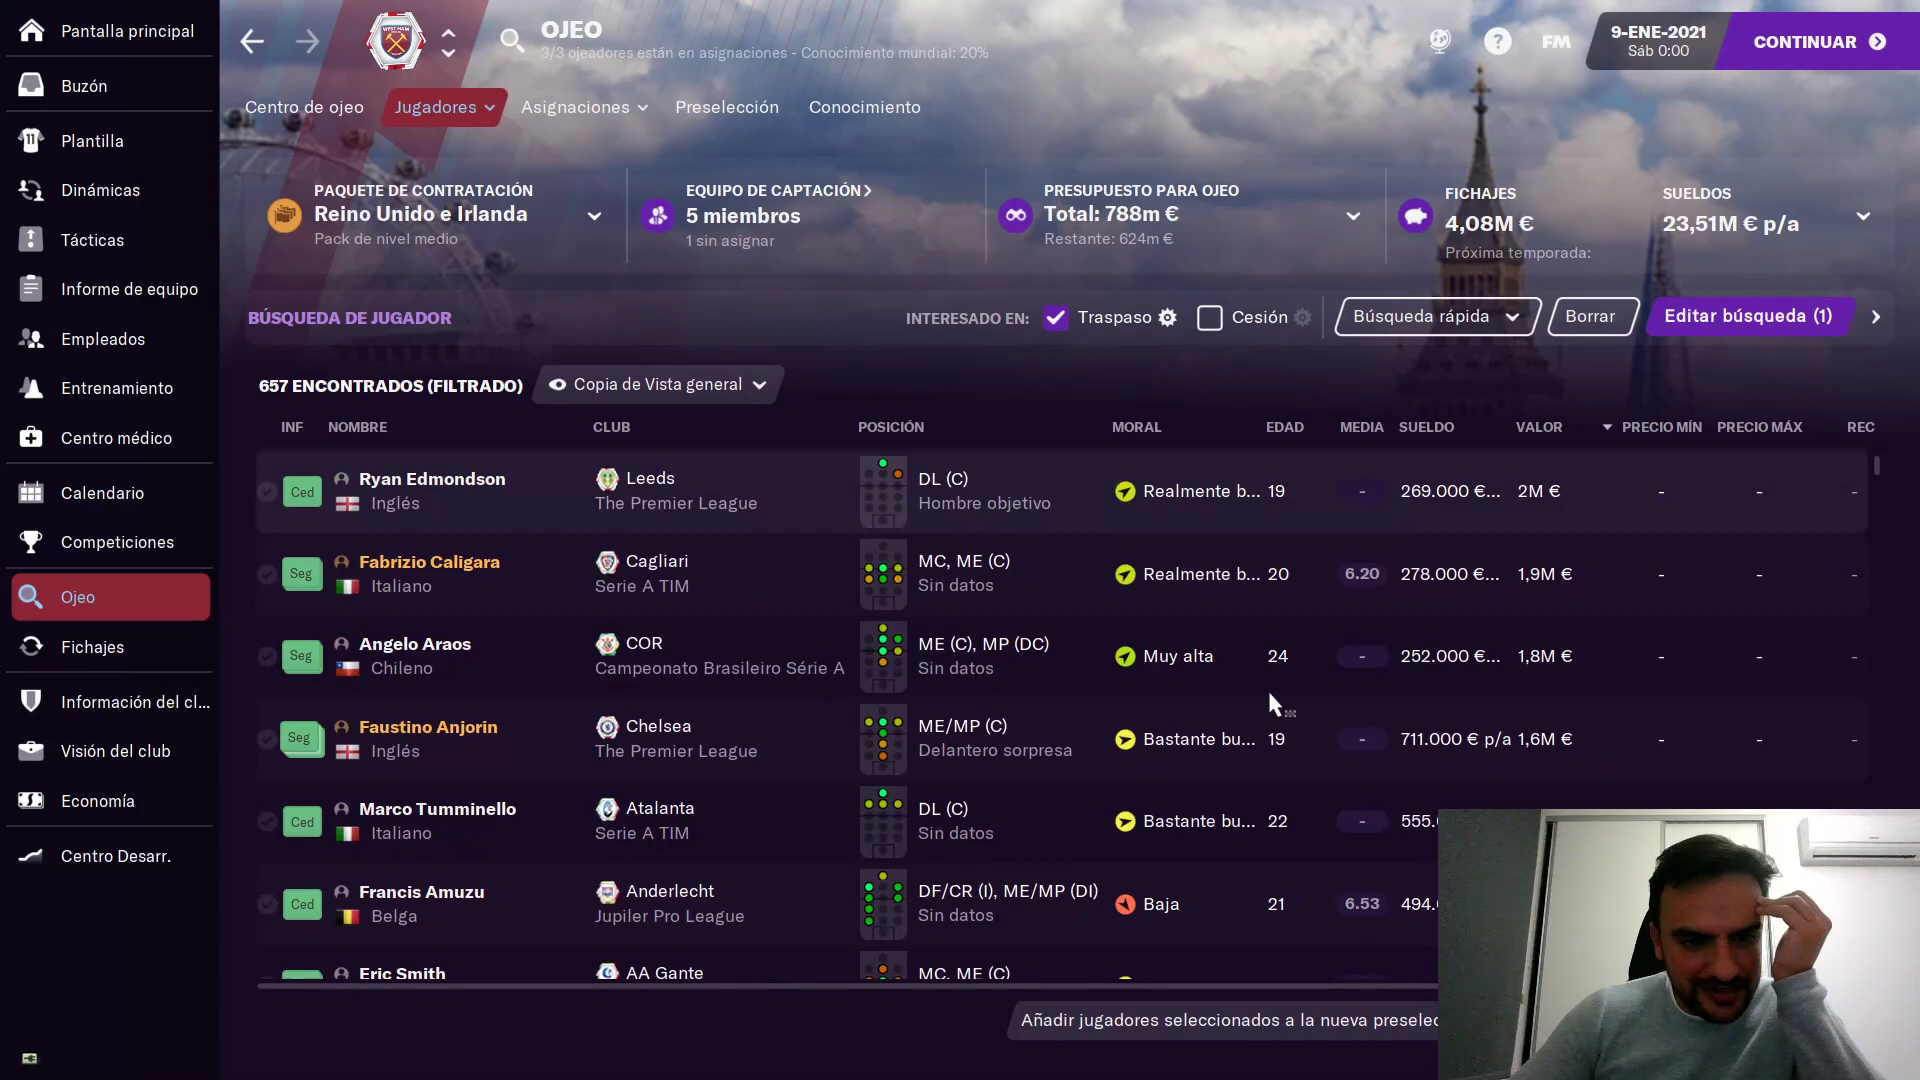 Pantalla principal
Buzón
Plantilla
Dinámicas
Tácticas
Informe de equipo
Empleados
Entrenamiento
Centro médico
Calendario
Competiciones
Ojeo
Fichajes
Información del cl...
Visión del club
Economía
Centro Desarr.
OJEO
3/3 ojeadores están en asignaciones - Conocimiento mundial: 20%
FM
9-ENE-2021
Sáb 0:00
CONTINUAR
Centro de ojeo
Jugadores
Asignaciones
Preselección
Conocimiento
PAQUETE DE CONTRATACIÓN
Reino Unido e Irlanda
Pack de nivel medio
EQUIPO DE CAPTACIÓN
5 miembros
1 sin asignar
PRESUPUESTO PARA OJEO
Total: 788m €
Restante: 624m €
FICHAJES
4,08M €
Próxima temporada:
SUELDOS
23,51M € p/a
BÚSQUEDA DE JUGADOR
INTERESADO EN: Traspaso Cesión
Búsqueda rápida
Borrar
Editar búsqueda (1)
657 ENCONTRADOS (FILTRADO)
Copia de Vista general
INF NOMBRE CLUB POSICIÓN MORAL EDAD MEDIA SUELDO VALOR PRECIO MÍN PRECIO MÁX REC
Ced Ryan Edmondson Leeds DL (C) Realmente b... 19 - 269.000 €... 2M € - - -
Inglés The Premier League Hombre objetivo
Seg Fabrizio Caligara Cagliari MC, ME (C) Realmente b... 20 6.20 278.000 €... 1,9M € - - -
Italiano Serie A TIM Sin datos
Seg Angelo Araos COR ME (C), MP (DC) Muy alta 24 - 252.000 €... 1,8M € - - -
Chileno Campeonato Brasileiro Série A Sin datos
Seg Faustino Anjorin Chelsea ME/MP (C) Bastante bu... 19 - 711.000 € p/a 1,6M € - - -
Inglés The Premier League Delantero sorpresa
Ced Marco Tumminello Atalanta DL (C) Bastante bu... 22 - 555.
Italiano Serie A TIM Sin datos
Ced Francis Amuzu Anderlecht DF/CR (I), ME/MP (DI) Baja 21 6.53 494.
Belga Jupiler Pro League Sin datos
Eric Smith AA Gante MC, ME (C)
Añadir jugadores seleccionados a la nueva preselec